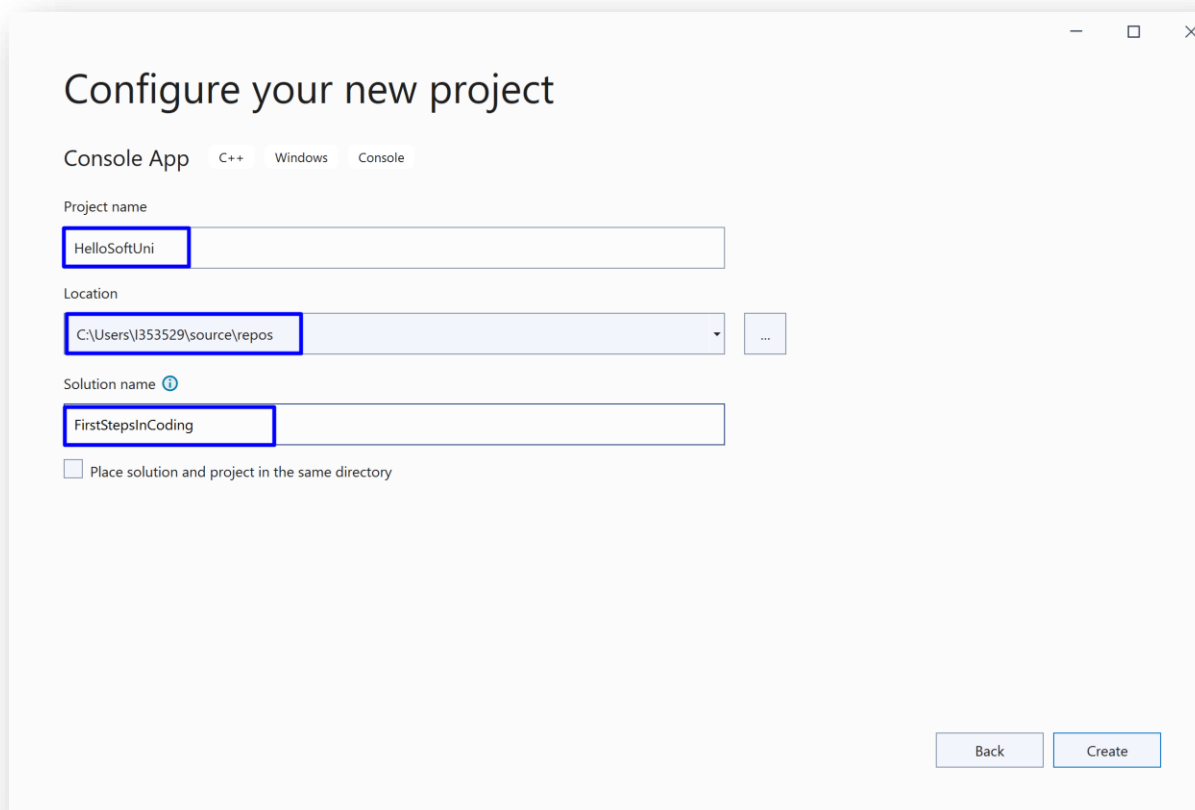 Configure your new project
Console App C++ Windows Console
Project name
HelloSoftUni
Location
C:\Users\I353529\source\repos
...
Solution name
FirstStepsInCoding
Place solution and project in the same directory
Back Create